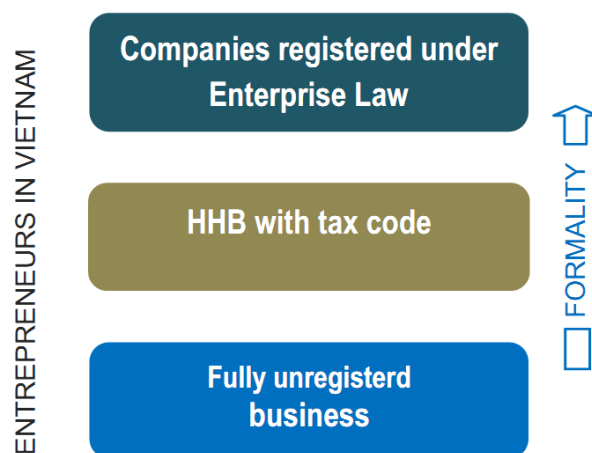 ENTREPRENEURS IN VIETNAM
Companies registered under
Enterprise Law
HHB with tax code
Fully unregisterd
business
FORMALITY